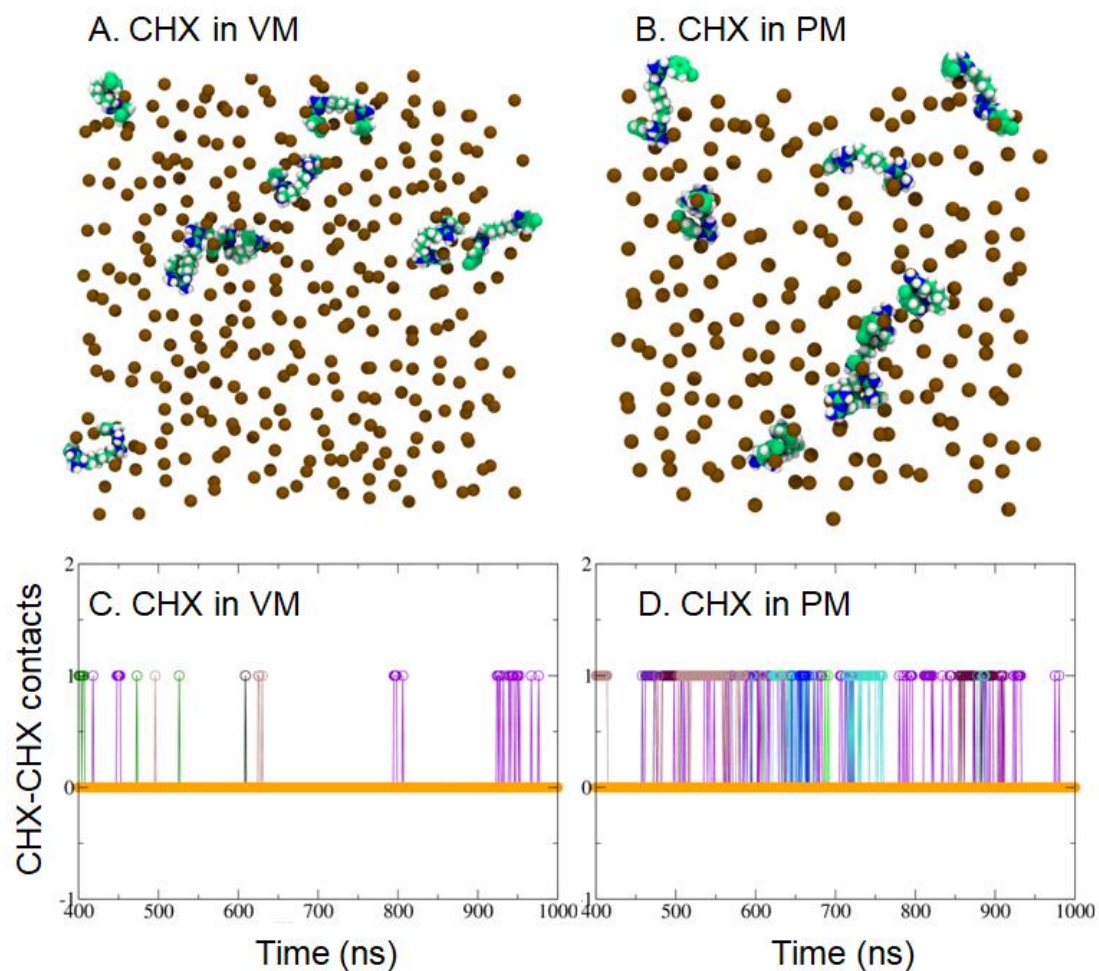 A. CHX in VM
B. CHX in PM
CHX-CHX contacts
2
1
0
-1
C. CHX in VM
400 500 600 700 800 900 1000
Time (ns)
2
1
0
-1
D. CHX in PM
400 500 600 700 800 900 1000
Time (ns)